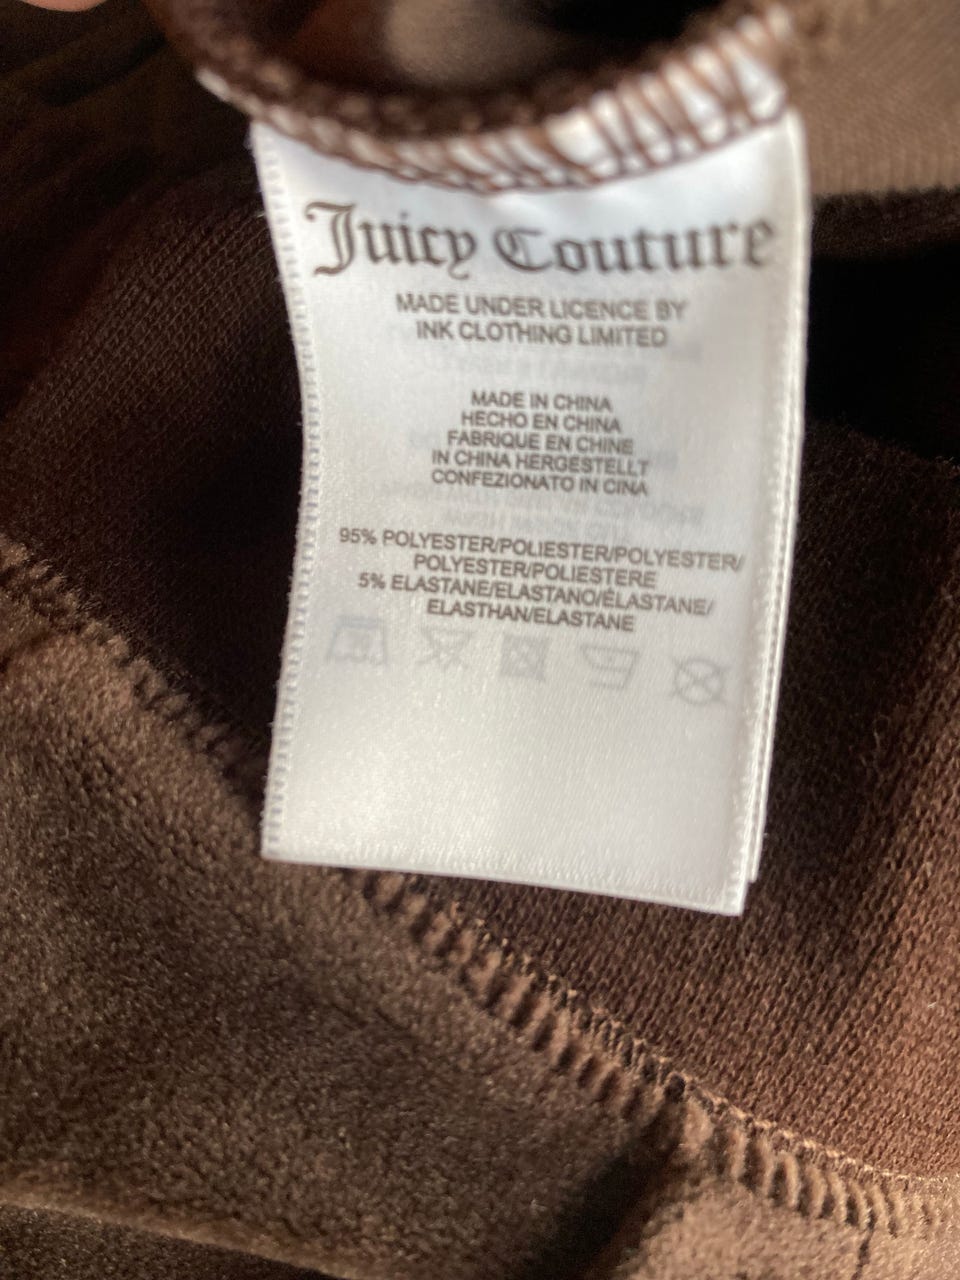 Juicy Couture
MADE UNDER LICENCE BY
INK CLOTHING LIMITED
MADE IN CHINA
HECHO EN CHINA
FABRIQUE EN CHINE
IN CHINA HERGESTELLT
CONFEZIONATO IN CINA
95% POLYESTER/POLIESTER/POLYESTER/
POLYESTER/POLIESTERE
5% ELASTANE/ELASTANO/ÉLASTANE/
ELASTHAN/ELASTANE